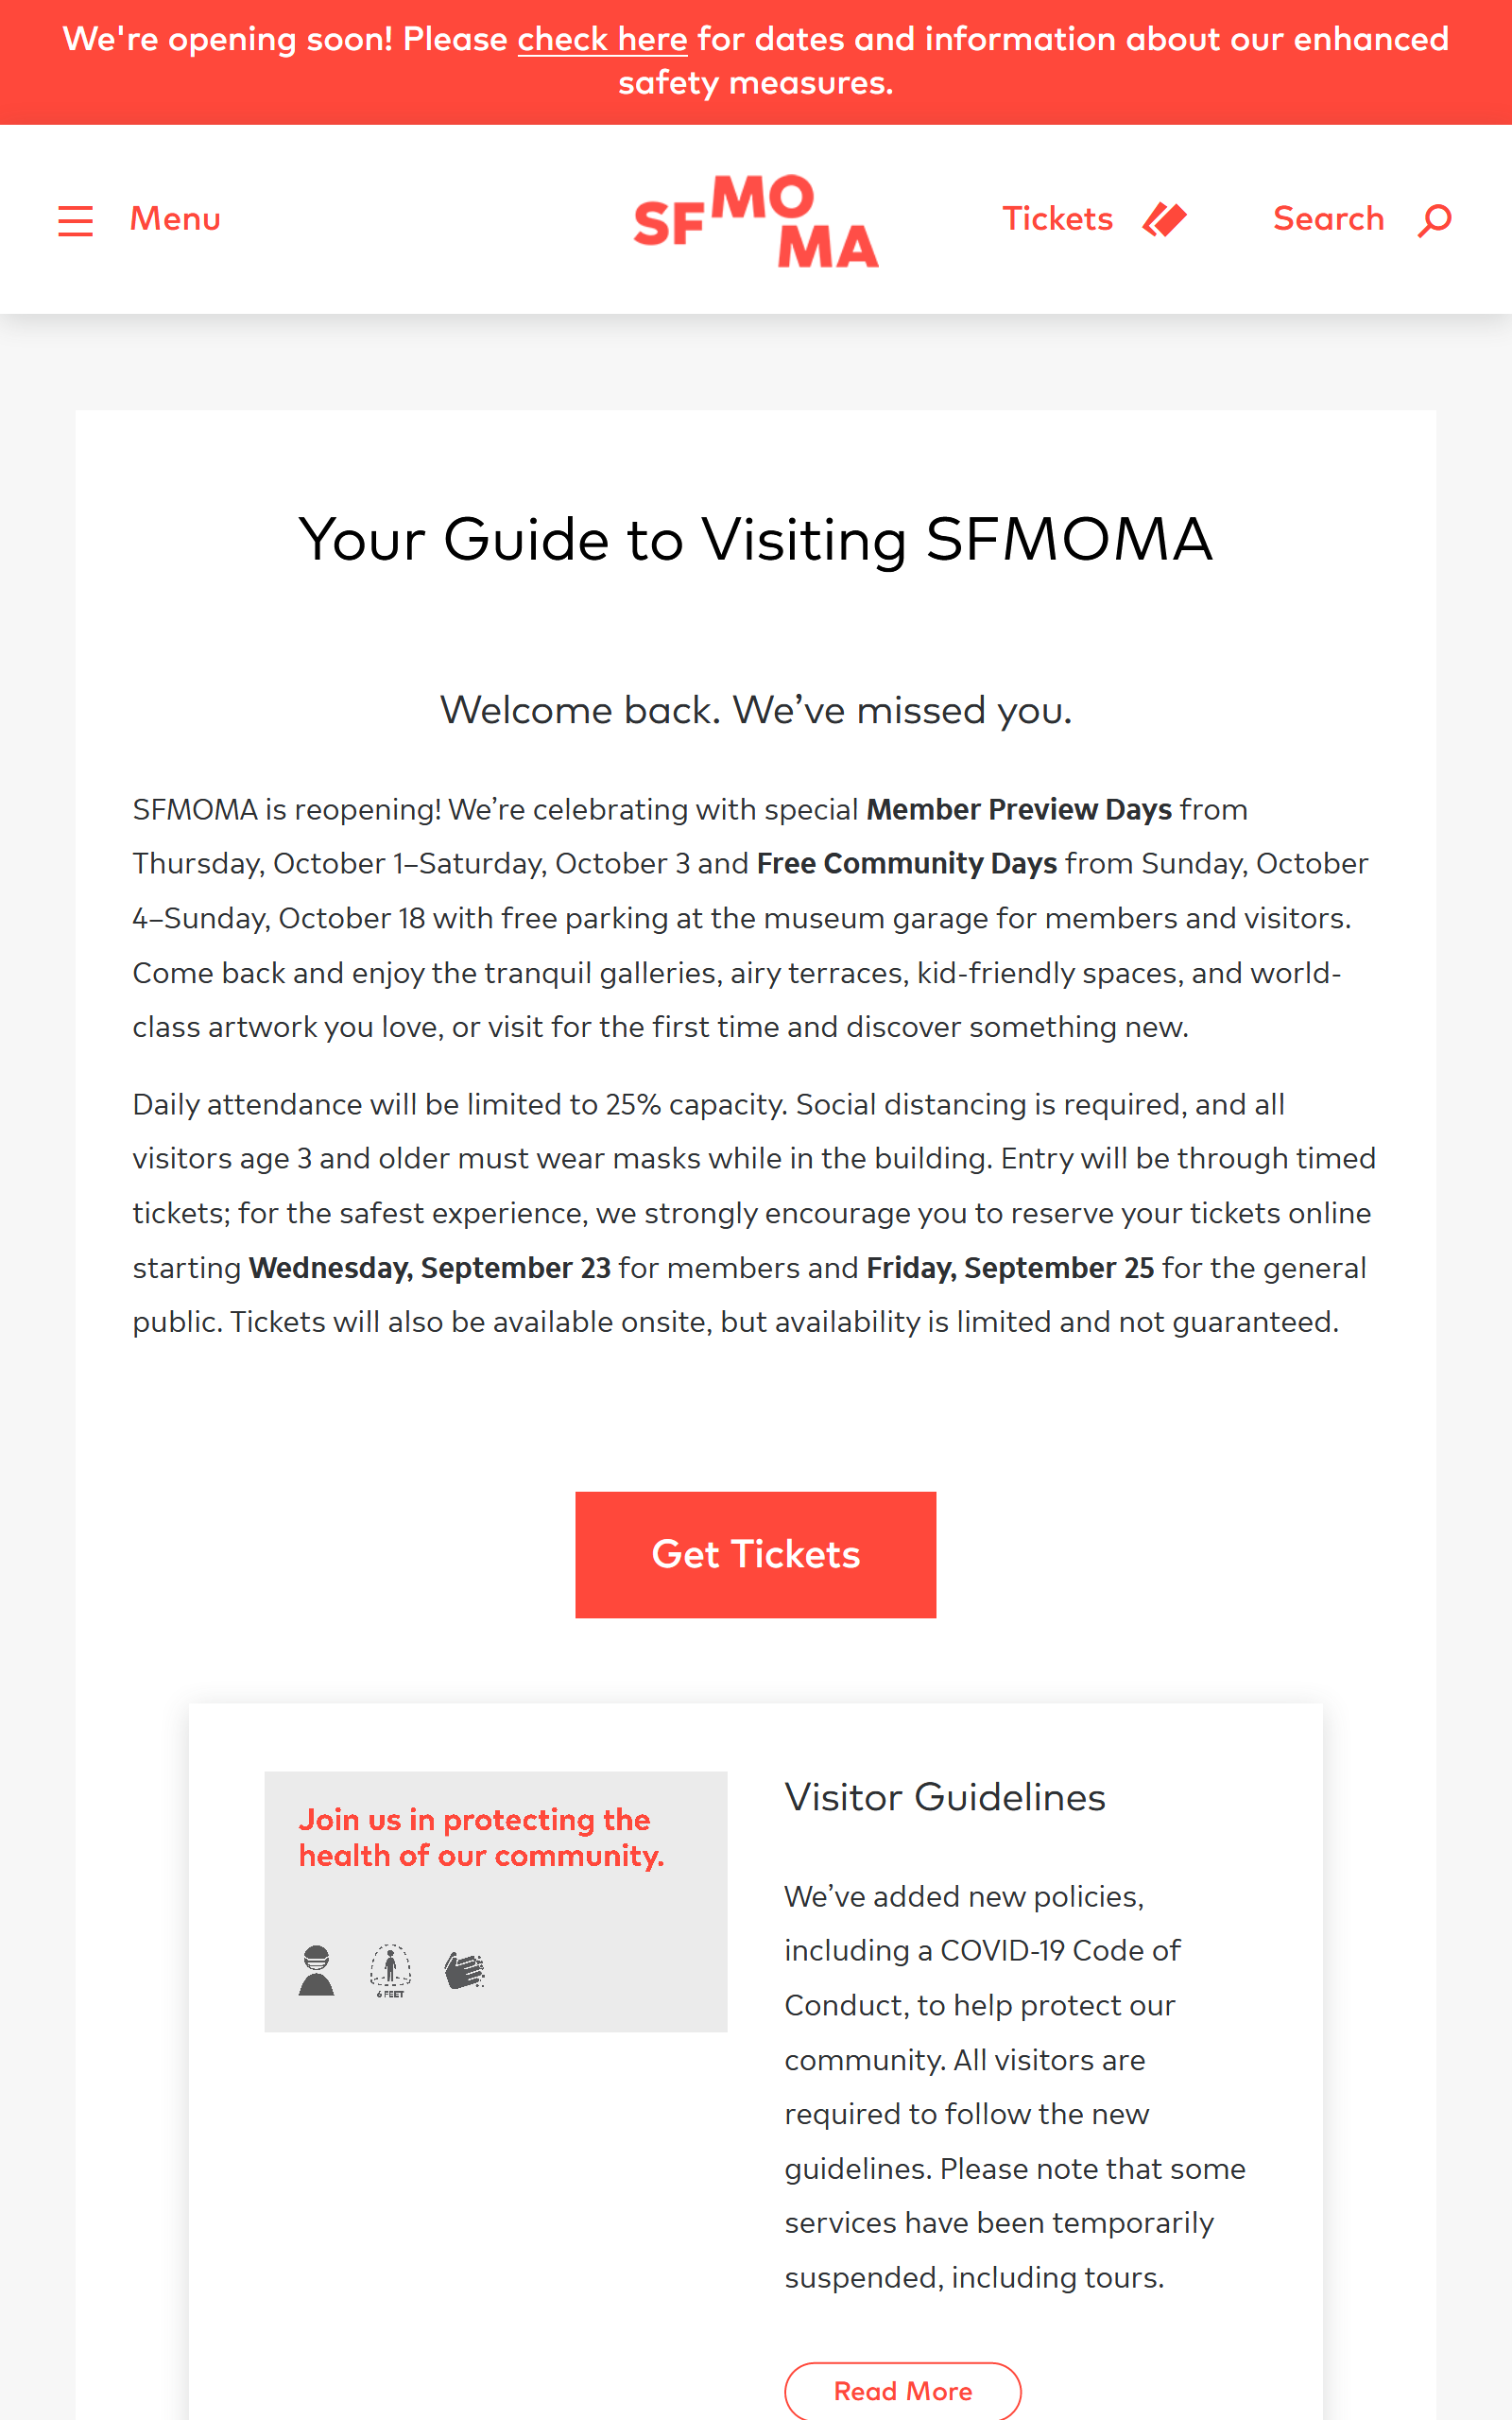 We're opening soon! Please check here for dates and information about our enhanced
safety measures.
Menu
SFMOMA
Tickets
Search
Your Guide to Visiting SFMOMA
Welcome back. We’ve missed you.
SFMOMA is reopening! We’re celebrating with special Member Preview Days from
Thursday, October 1–Saturday, October 3 and Free Community Days from Sunday, October
4–Sunday, October 18 with free parking at the museum garage for members and visitors.
Come back and enjoy the tranquil galleries, airy terraces, kid-friendly spaces, and world-
class artwork you love, or visit for the first time and discover something new.
Daily attendance will be limited to 25% capacity. Social distancing is required, and all
visitors age 3 and older must wear masks while in the building. Entry will be through timed
tickets; for the safest experience, we strongly encourage you to reserve your tickets online
starting Wednesday, September 23 for members and Friday, September 25 for the general
public. Tickets will also be available onsite, but availability is limited and not guaranteed.
Get Tickets
Join us in protecting the
health of our community.
6 FEET
Visitor Guidelines
We’ve added new policies,
including a COVID-19 Code of
Conduct, to help protect our
community. All visitors are
required to follow the new
guidelines. Please note that some
services have been temporarily
suspended, including tours.
Read More